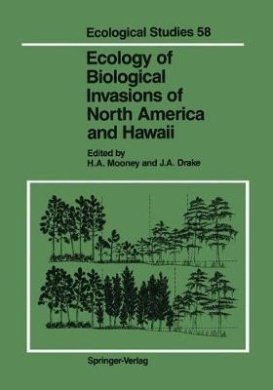 Ecological Studies 58
Ecology of
Biological
Invasions of
North America
and Hawaii
Edited by
H.A. Mooney and J.A. Drake
Springer-Verlag